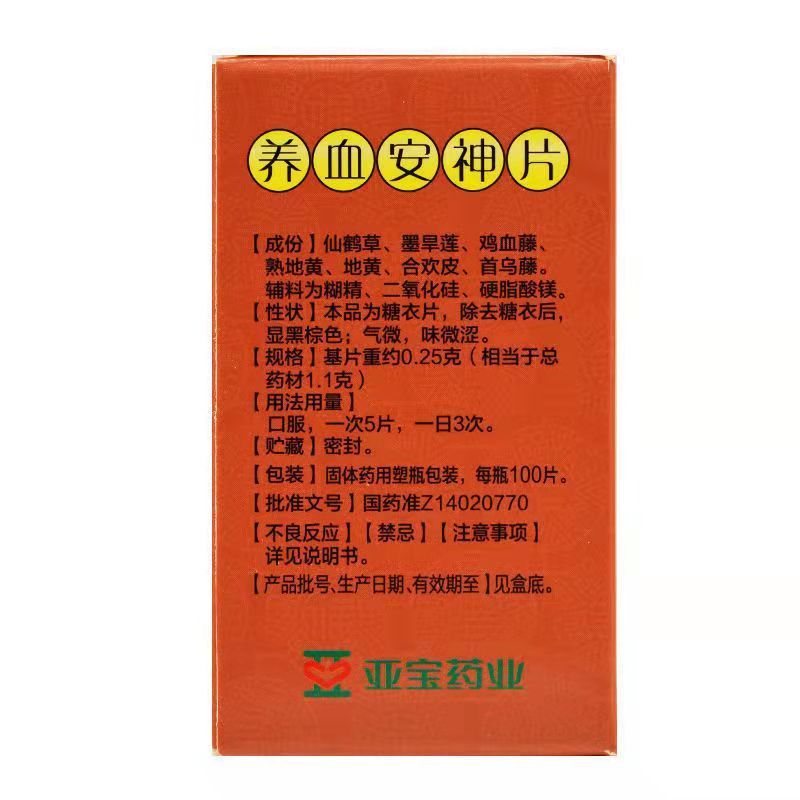 养血安神片
【成份】仙鹤草、墨旱莲、鸡血藤、
熟地黄、地黄、合欢皮、首乌藤。
辅料为糊精、二氧化硅、硬脂酸镁。
【性状】本品为糖衣片，除去糖衣后，
显黑棕色；气微，味微涩。
【规格】基片重约0.25克（相当于总
药材1.1克）
【用法用量】
口服，一次5片，一日3次。
【贮藏】密封。
【包装】固体药用塑瓶包装，每瓶100片。
【批准文号】国药准Z14020770
【不良反应】【禁忌】【注意事项】
详见说明书。
【产品批号、生产日期、有效期至】见盒底。
亚宝药业